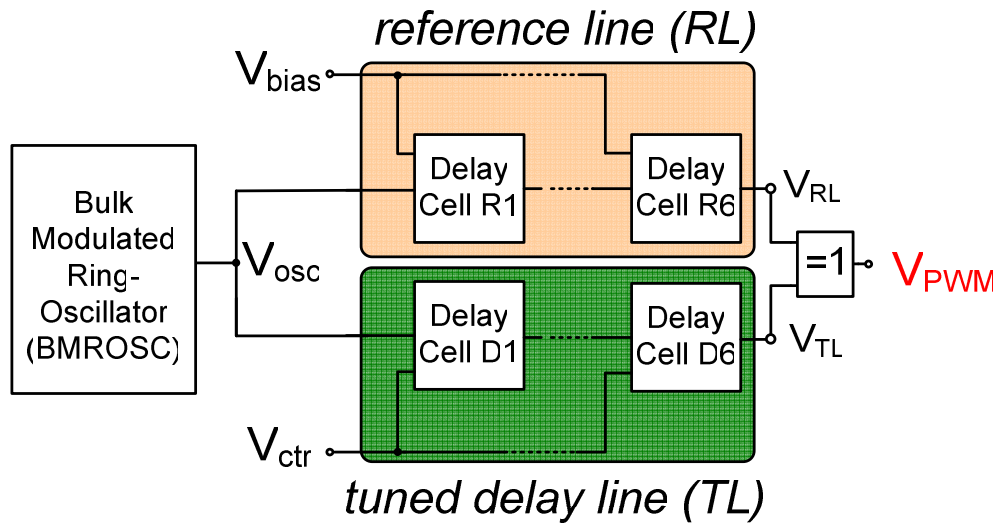 reference line (RL)
Vbias
Delay
Cell R1
Delay
Cell R6
VRL
Bulk
Modulated
Ring-
Oscillator
(BMROSC)
Vosc
=1
VPWM
Delay
Cell D1
Delay
Cell D6
VTL
Vctr
tuned delay line (TL)